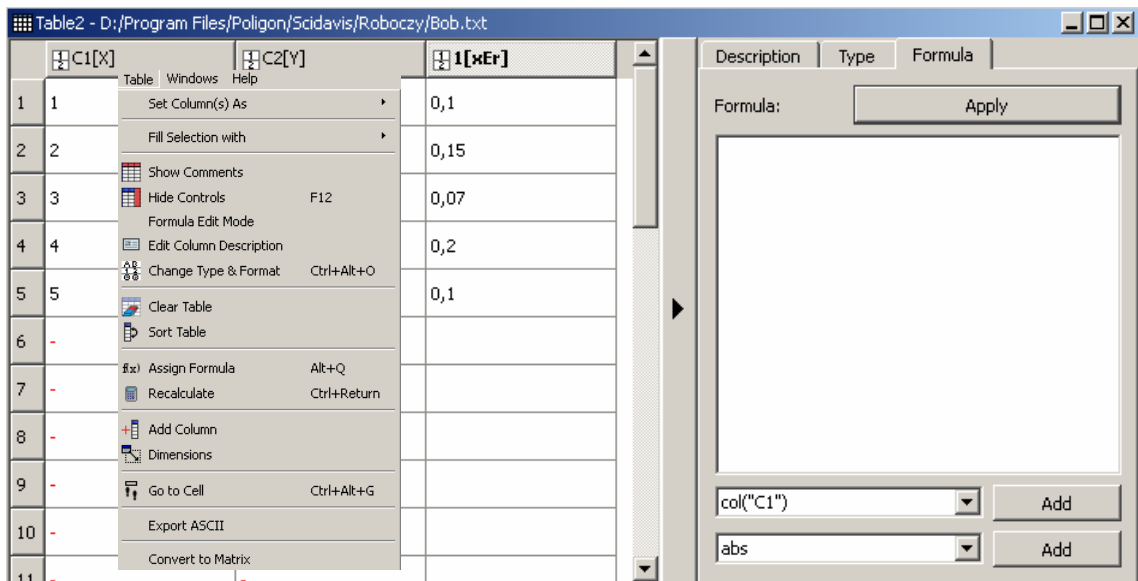 Table2 - D:/Program Files/Poligon/Scidavis/Roboczy/Bob.txt
C1[X] C2[Y] 1[xEr]
Table Windows Help
1 1 0,1
2 2 0,15
3 3 0,07
4 4 0,2
5 5 0,1
6 -
7 -
8 -
9 -
10 -
11 - -
Set Column(s) As
Fill Selection with
Show Comments
Hide Controls F12
Formula Edit Mode
Edit Column Description
Change Type & Format Ctrl+Alt+O
Clear Table
Sort Table
f(x) Assign Formula Alt+Q
Recalculate Ctrl+Return
Add Column
Dimensions
Go to Cell Ctrl+Alt+G
Export ASCII
Convert to Matrix
Description Type Formula
Formula: Apply
col("C1") Add
abs Add